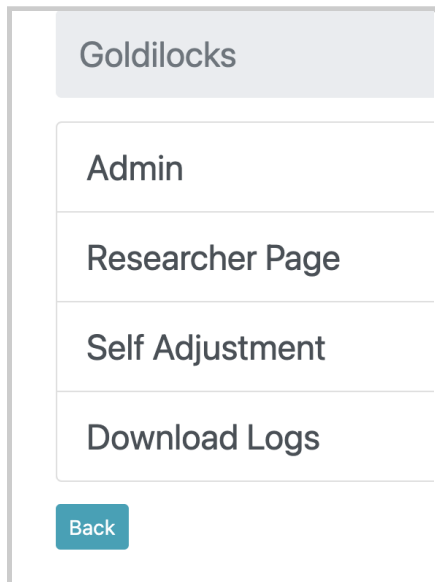 Goldilocks
Admin
Researcher Page
Self Adjustment
Download Logs
Back